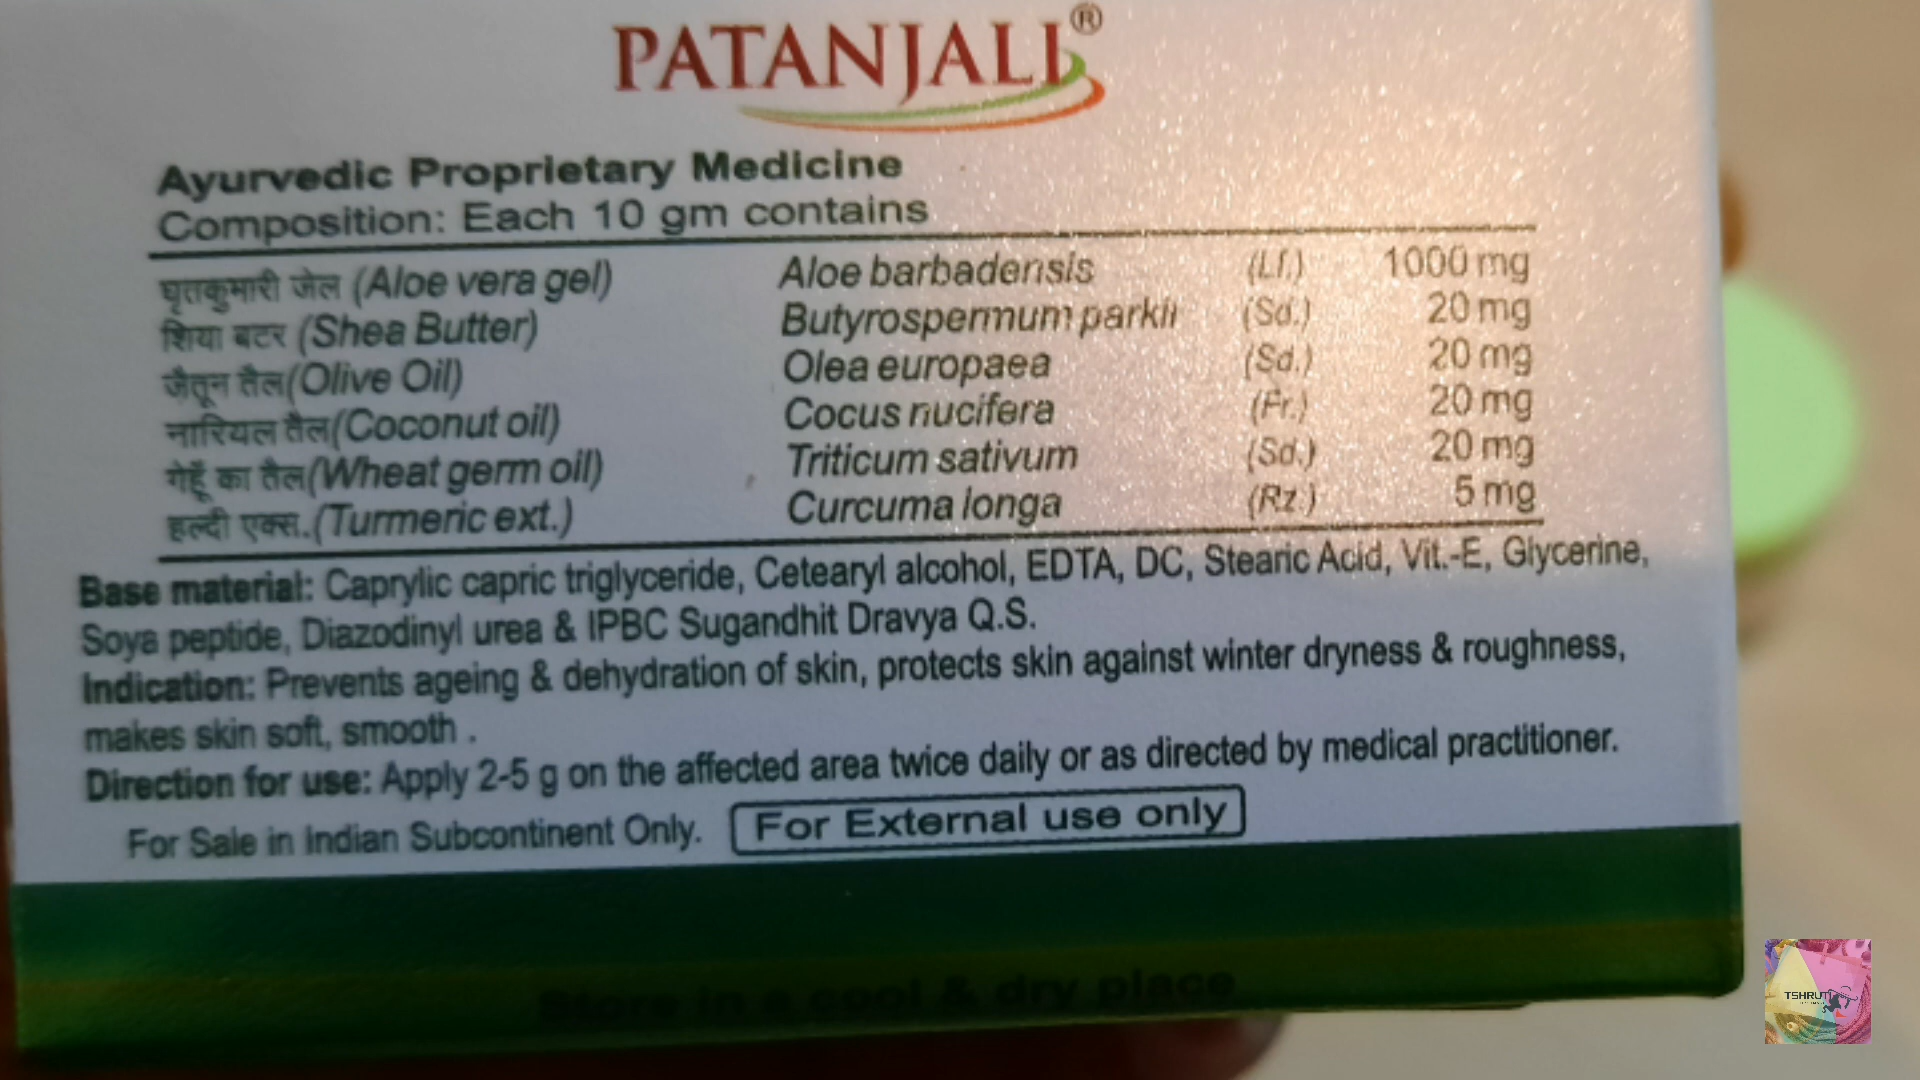 PATANJALI®
Ayurvedic Proprietary Medicine
Composition: Each 10 gm contains
घृतकुमारी जेल (Aloe vera gel) Aloe barbadensis (Lf.) 1000 mg
शिया बटर (Shea Butter) Butyrospermum parkii (Sd.) 20 mg
जैतून तैल(Olive Oil) Olea europaea (Sd.) 20 mg
नारियल तैल(Coconut oil) Cocus nucifera (Fr.) 20 mg
गेहूँ का तैल(Wheat germ oil) Triticum sativum (Sd.) 20 mg
हल्दी एक्स.(Turmeric ext.) Curcuma longa (Rz.) 5 mg
Base material: Caprylic capric triglyceride, Cetearyl alcohol, EDTA, DC, Stearic Acid, Vit.-E, Glycerine,
Soya peptide, Diazodinyl urea & IPBC Sugandhit Dravya Q.S.
Indication: Prevents ageing & dehydration of skin, protects skin against winter dryness & roughness,
makes skin soft, smooth .
Direction for use: Apply 2-5 g on the affected area twice daily or as directed by medical practitioner.
For Sale in Indian Subcontinent Only. For External use only
Store in a cool & dry place
TSHRUTI